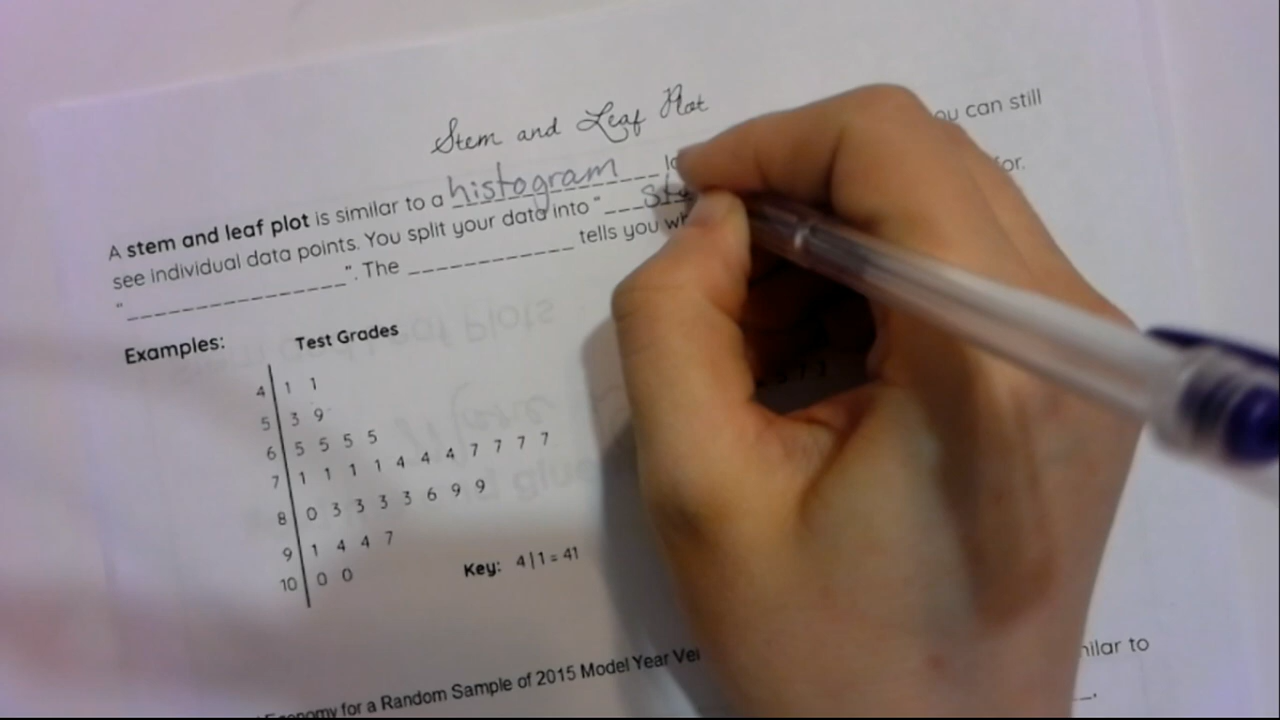 Stem and Leaf Plot
A stem and leaf plot is similar to a histogram can still
see individual data points. You split your data into "
" ". The tells you
Examples: Test Grades
4 | 1 1
5 | 3 9
6 | 5 5 5 5
7 | 1 1 1 1 4 4 4 7 7 7 7
8 | 0 3 3 3 3 6 9 9
9 | 1 4 4 7
10 | 0 0
Key: 4|1 = 41
for a Random Sample of 2015 Model Year
to